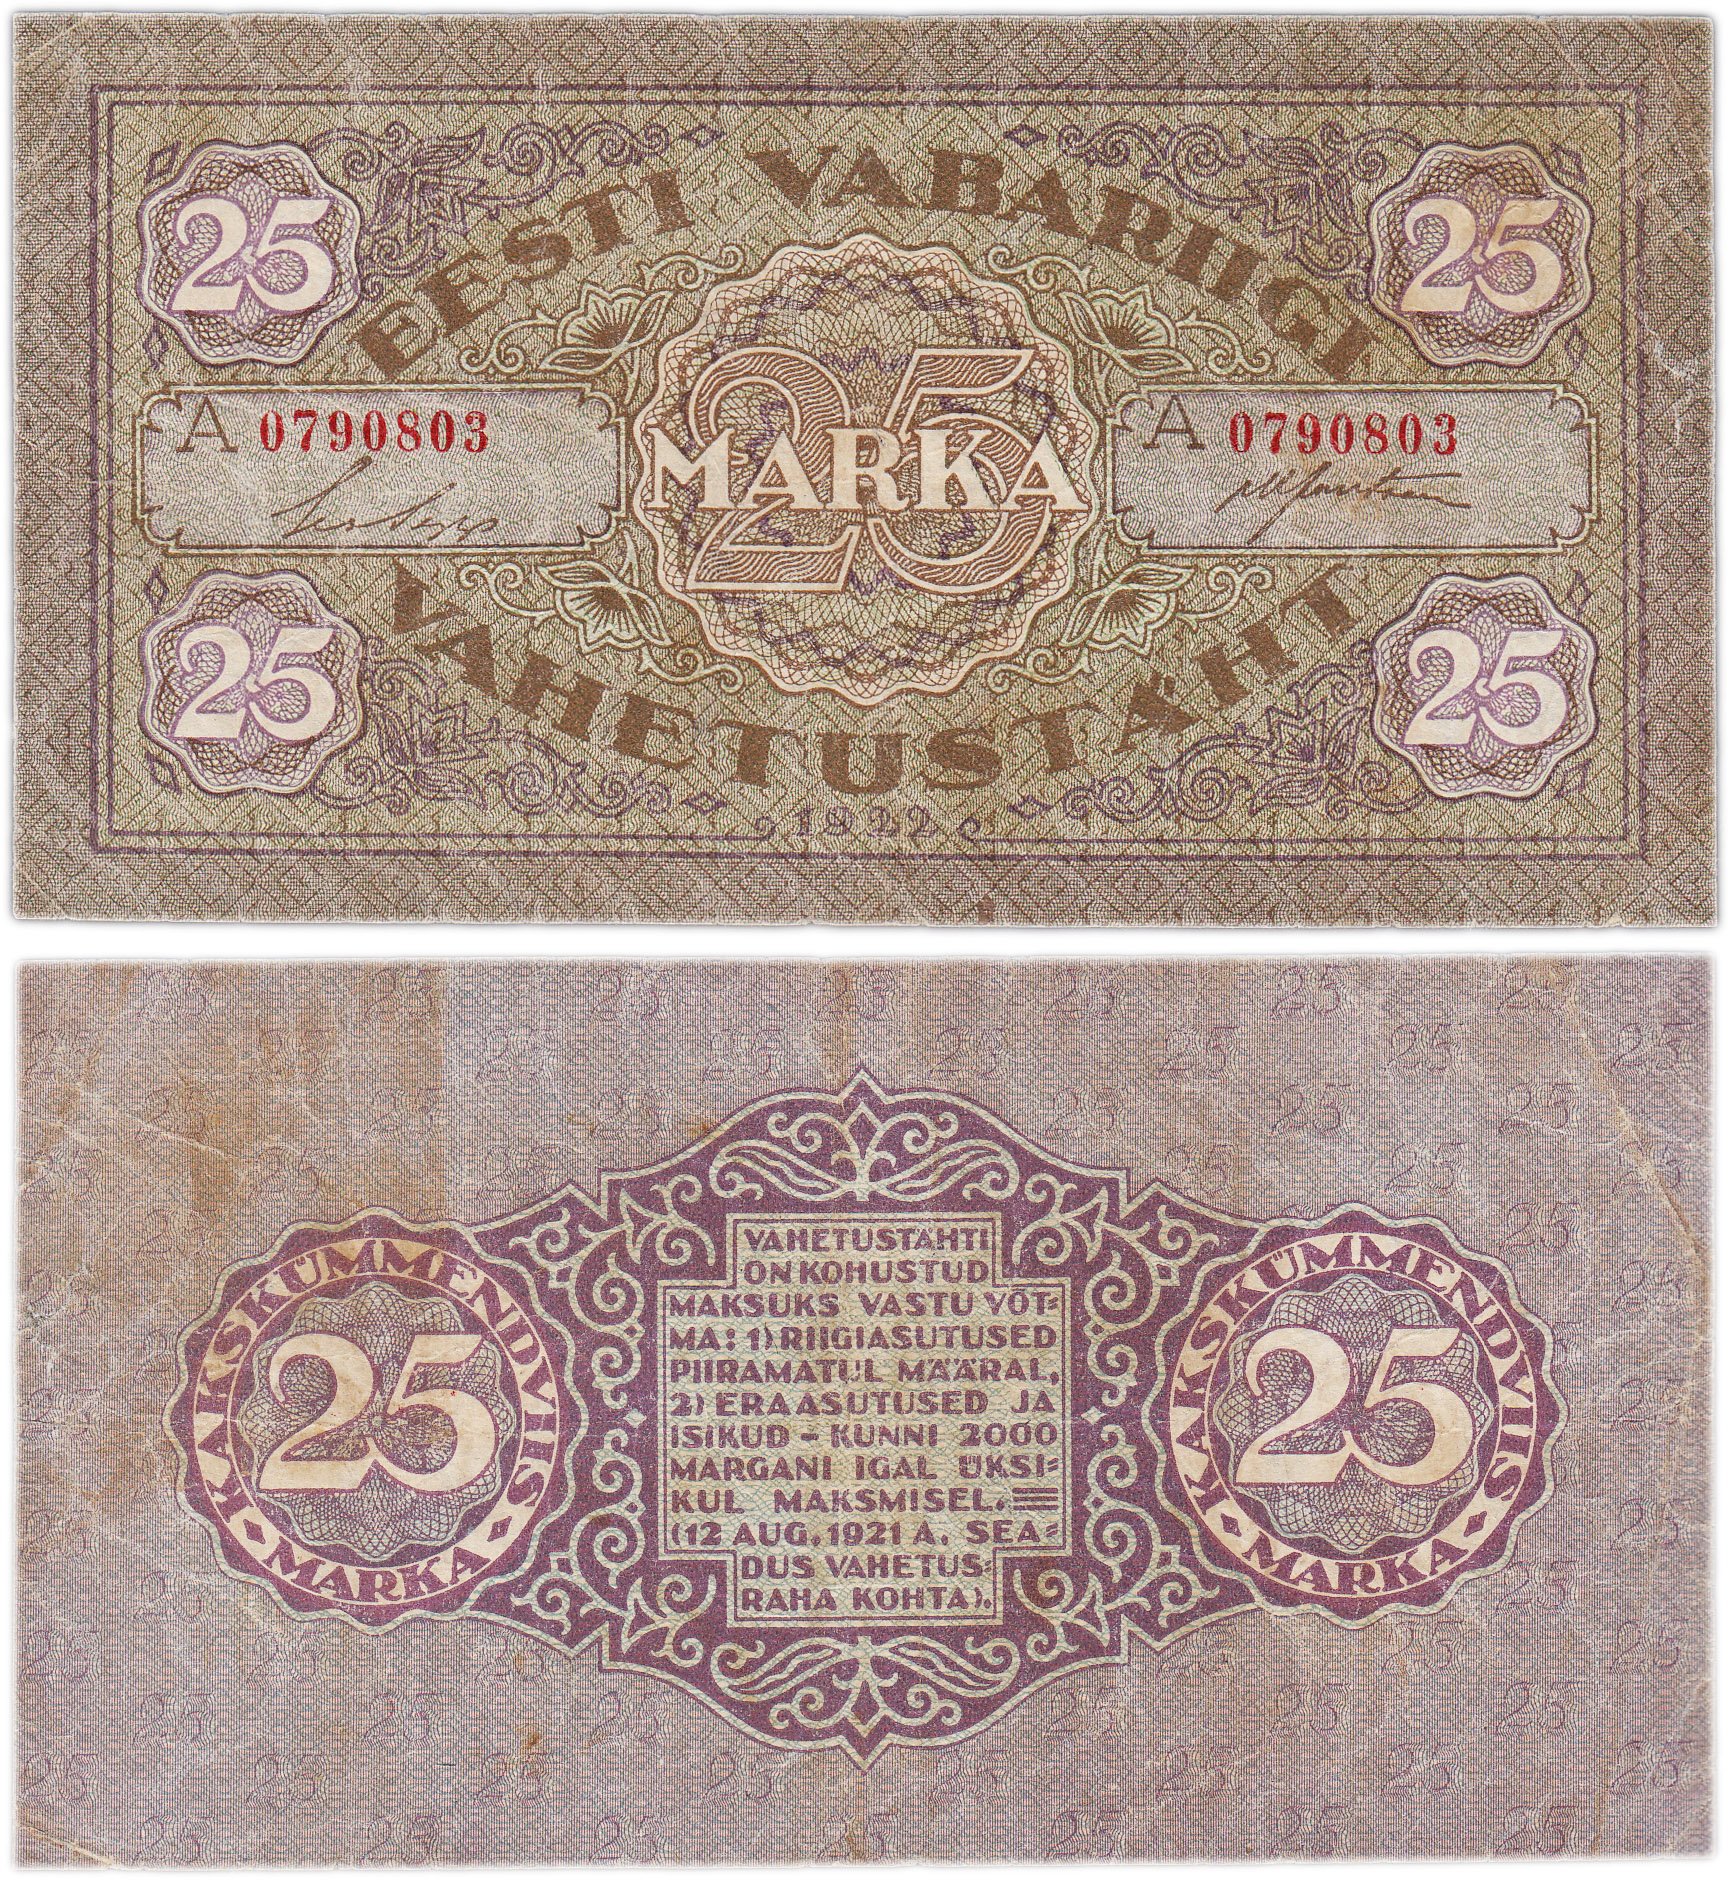 EESTI VABARIIGI
25
25
A 0790803
25
MARKA
A 0790803
25
25
VAHETUSTÄHT
1922
KAKSKÜMMENDVIIS
25
MARKA
VAHETUSTÄHTI
ON KOHUSTUD
MAKSUKS VASTU VÕT=
MA: 1) RIIGIASUTUSED
PIIRAMATUL MÄÄRAL,
2) ERAASUTUSED JA
ISIKUD – KUNNI 2000
MARGANI IGAL ÜKSI=
KUL MAKSMISEL.
(12 AUG. 1921 A. SEA=
DUS VAHETUS=
RAHA KOHTA).
KAKSKÜMMENDVIIS
25
MARKA